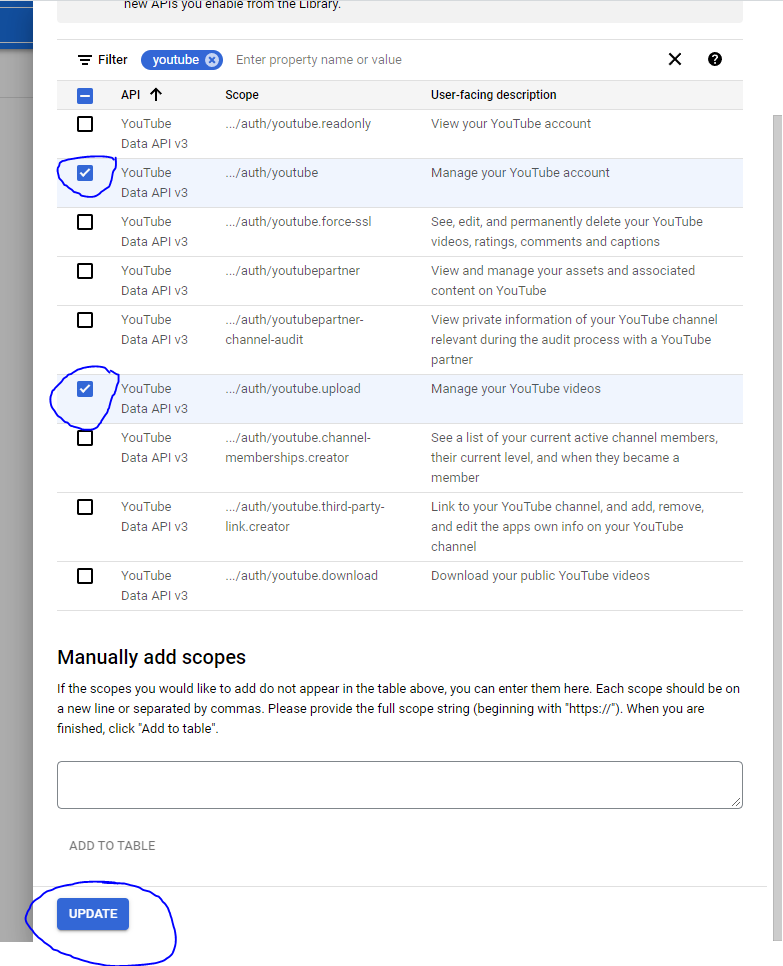 new APIs you enable from the Library.
Filter youtube Enter property name or value
API Scope User-facing description
YouTube .../auth/youtube.readonly View your YouTube account
Data API v3
YouTube .../auth/youtube Manage your YouTube account
Data API v3
YouTube .../auth/youtube.force-ssl See, edit, and permanently delete your YouTube
Data API v3 videos, ratings, comments and captions
YouTube .../auth/youtubepartner View and manage your assets and associated
Data API v3 content on YouTube
YouTube .../auth/youtubepartner- View private information of your YouTube channel
Data API v3 channel-audit relevant during the audit process with a YouTube
partner
YouTube .../auth/youtube.upload Manage your YouTube videos
Data API v3
YouTube .../auth/youtube.channel- See a list of your current active channel members,
Data API v3 memberships.creator their current level, and when they became a
member
YouTube .../auth/youtube.third-party- Link to your YouTube channel, and add, remove,
Data API v3 link.creator and edit the apps own info on your YouTube
channel
YouTube .../auth/youtube.download Download your public YouTube videos
Data API v3
Manually add scopes
If the scopes you would like to add do not appear in the table above, you can enter them here. Each scope should be on
a new line or separated by commas. Please provide the full scope string (beginning with "https://"). When you are
finished, click "Add to table".
ADD TO TABLE
UPDATE